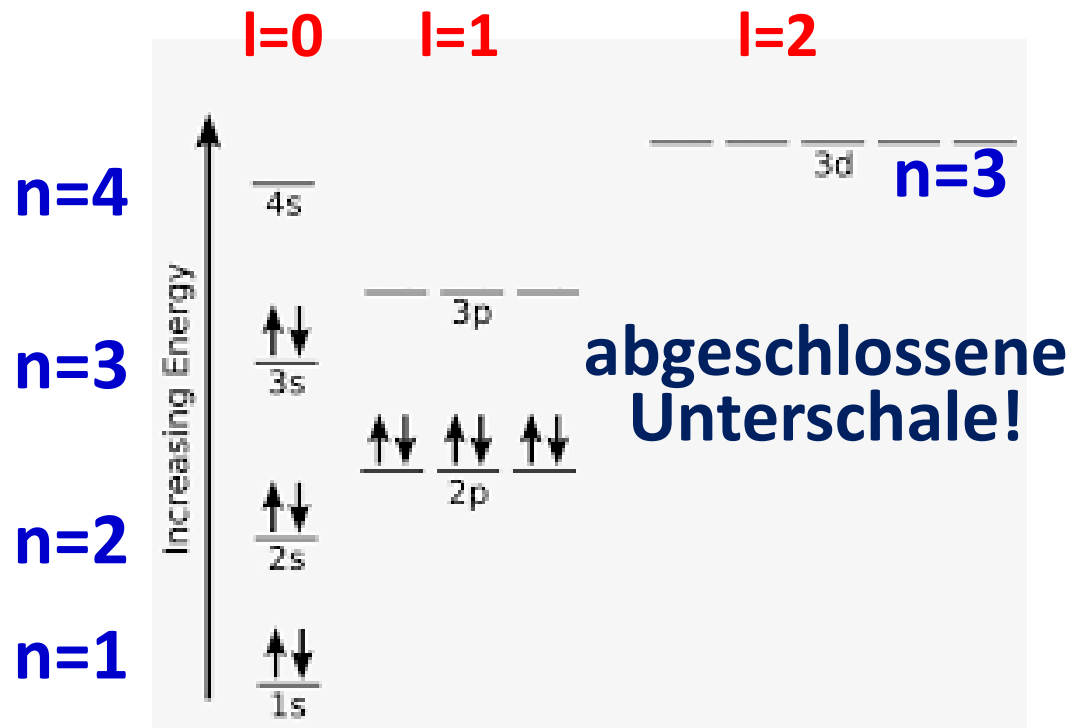 l=0 l=1 l=2
3d
n=3
n=4
4s
3p
Increasing Energy
n=3
3s
abgeschlossene
Unterschale!
2p
n=2
2s
n=1
1s